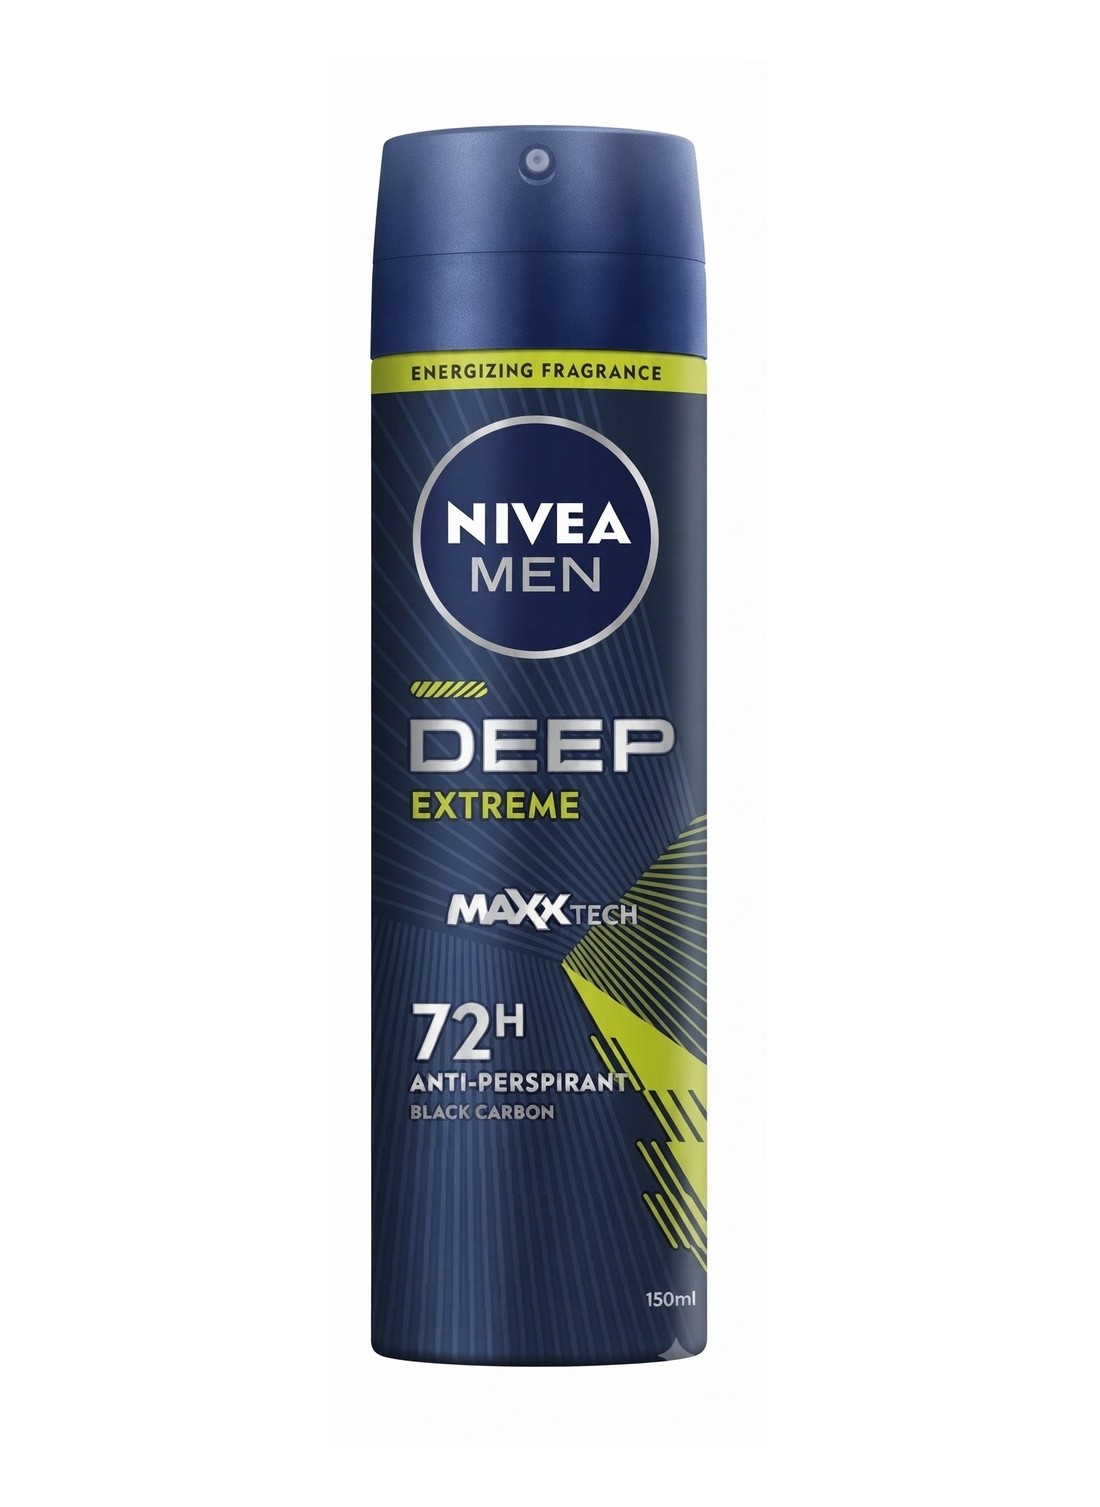 ENERGIZING FRAGRANCE
NIVEA
MEN
DEEP
EXTREME
MAXXTECH
72H
ANTI-PERSPIRANT
BLACK CARBON
150ml